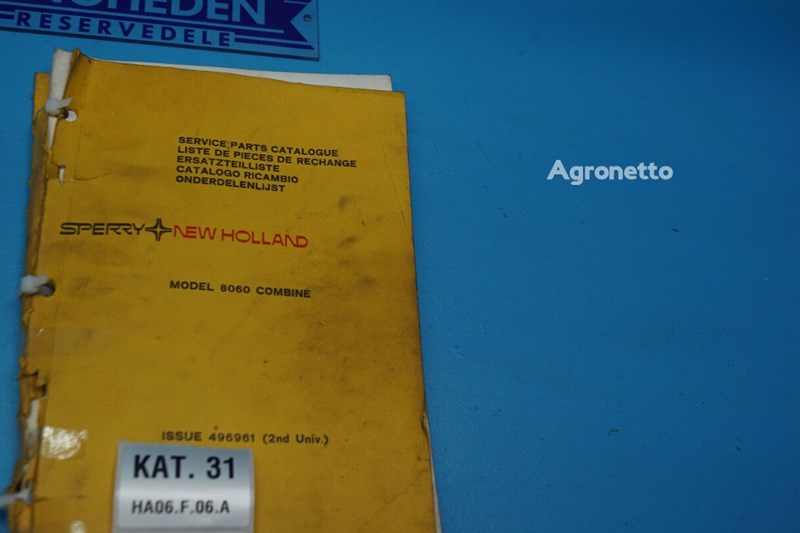 RESERVEDELE
SERVICE PARTS CATALOGUE
LISTE DE PIECES DE RECHANGE
ERSATZTEILLISTE
CATALOGO RICAMBIO
ONDERDELENLIJST
SPERRY NEW HOLLAND
MODEL 8060 COMBINE
ISSUE 496961 (2nd Univ.)
KAT. 31
HA06.F.06.A
Agronetto